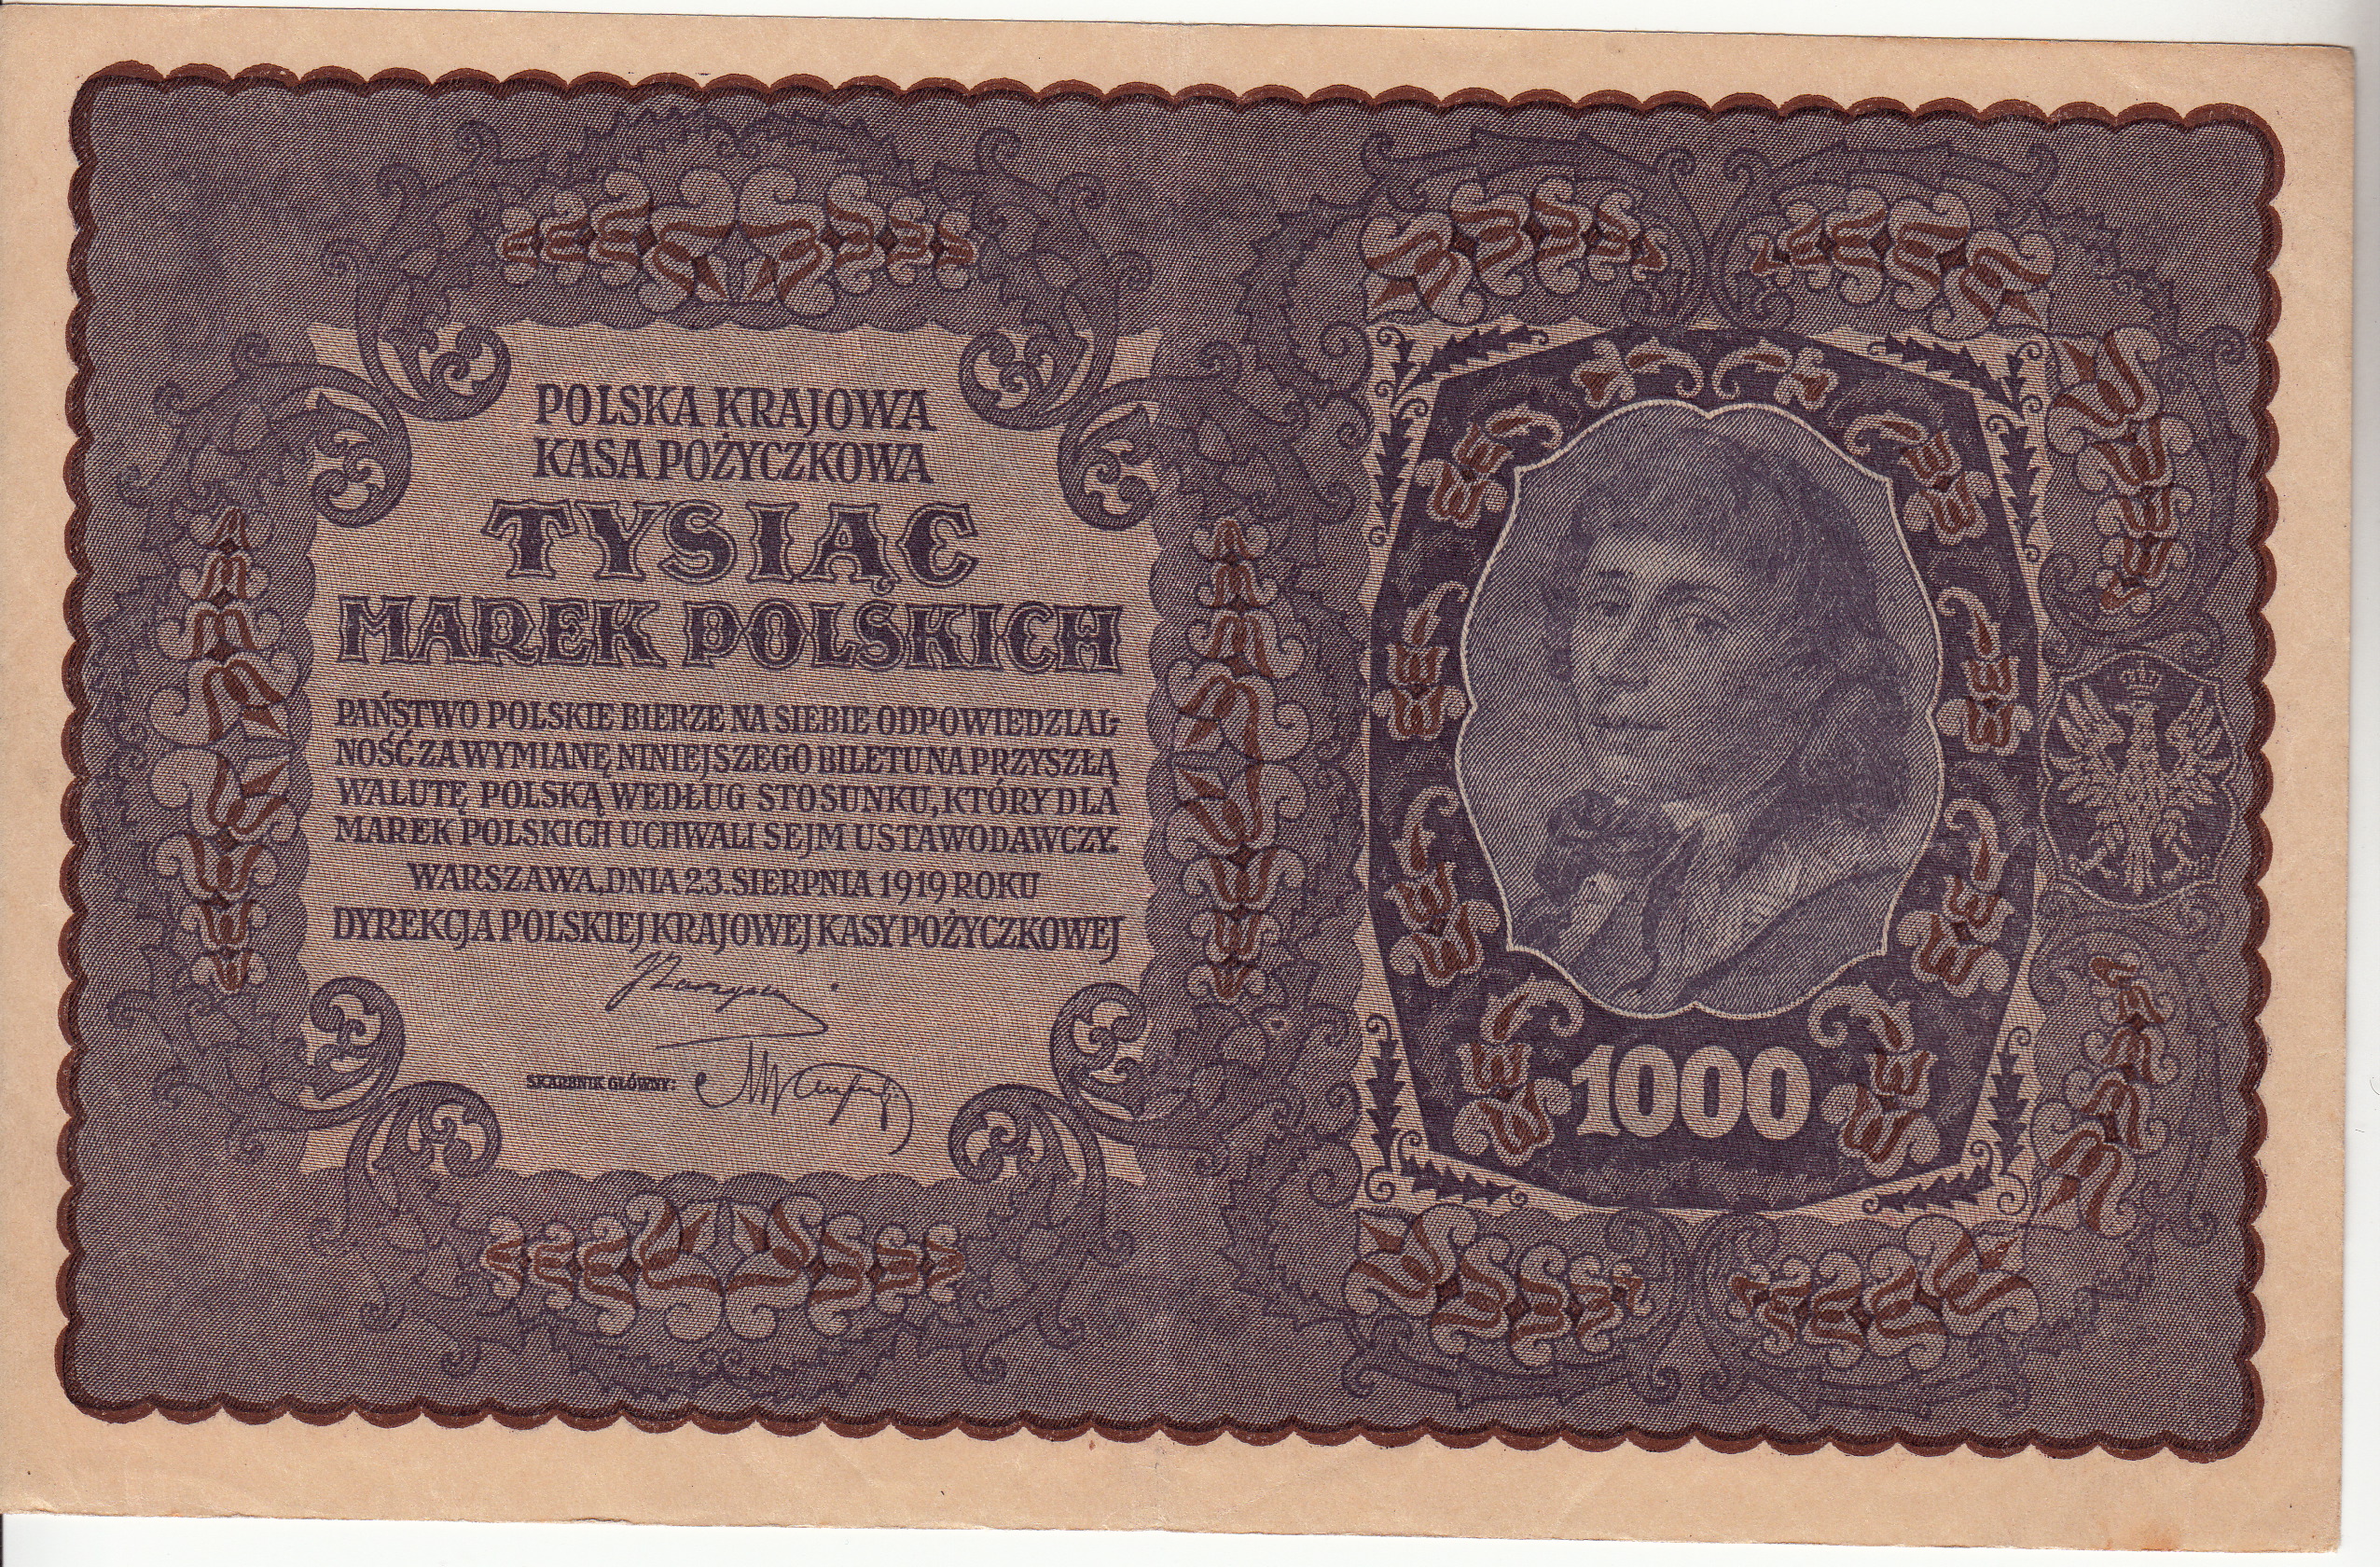 POLSKA KRAJOWA
KASA POŻYCZKOWA
TYSIĄC
MAREK POLSKICH
PAŃSTWO POLSKIE BIERZE NA SIEBIE ODPOWIEDZIAL-
NOŚĆ ZA WYMIANĘ NINIEJSZEGO BILETU NA PRZYSZŁĄ
WALUTĘ POLSKĄ WEDŁUG STOSUNKU, KTÓRY DLA
MAREK POLSKICH UCHWALI SEJM USTAWODAWCZY.
WARSZAWA, DNIA 23. SIERPNIA 1919 ROKU
DYREKCJA POLSKIEJ KRAJOWEJ KASY POŻYCZKOWEJ
SKARBNIK GŁÓWNY:
1000